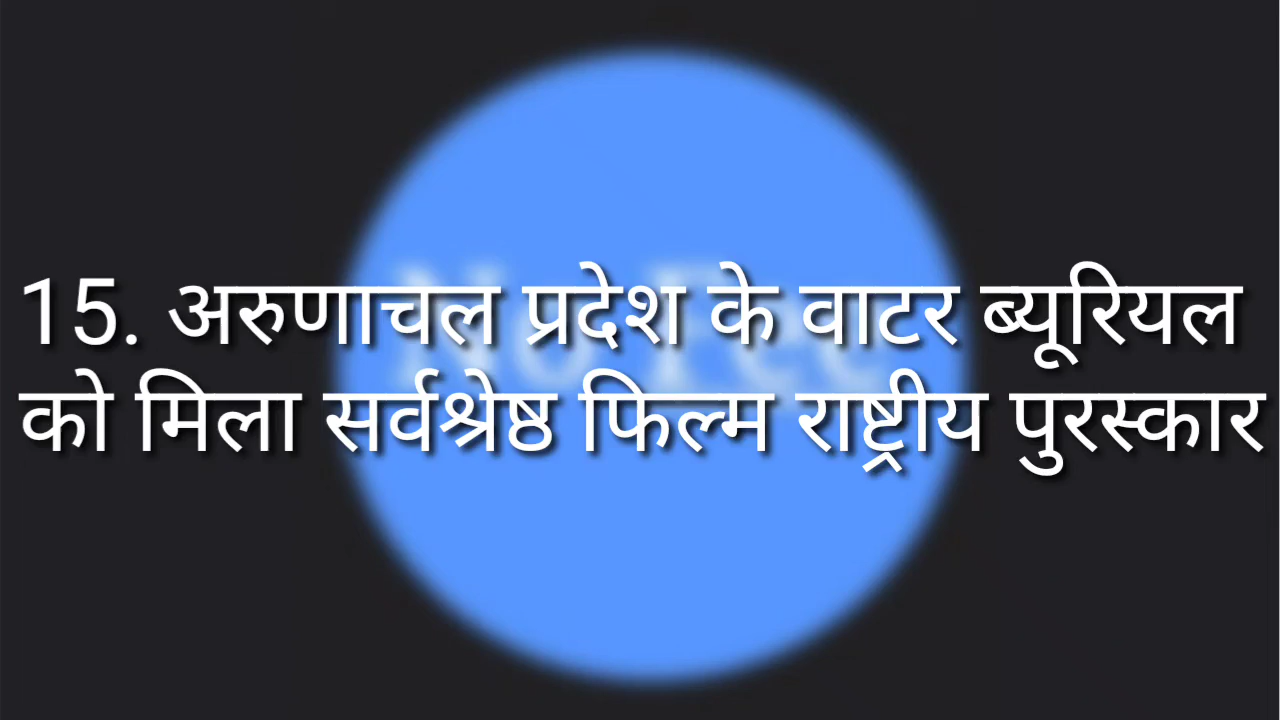 15. अरुणाचल प्रदेश के वाटर ब्यूरियल
को मिला सर्वश्रेष्ठ फिल्म राष्ट्रीय पुरस्कार